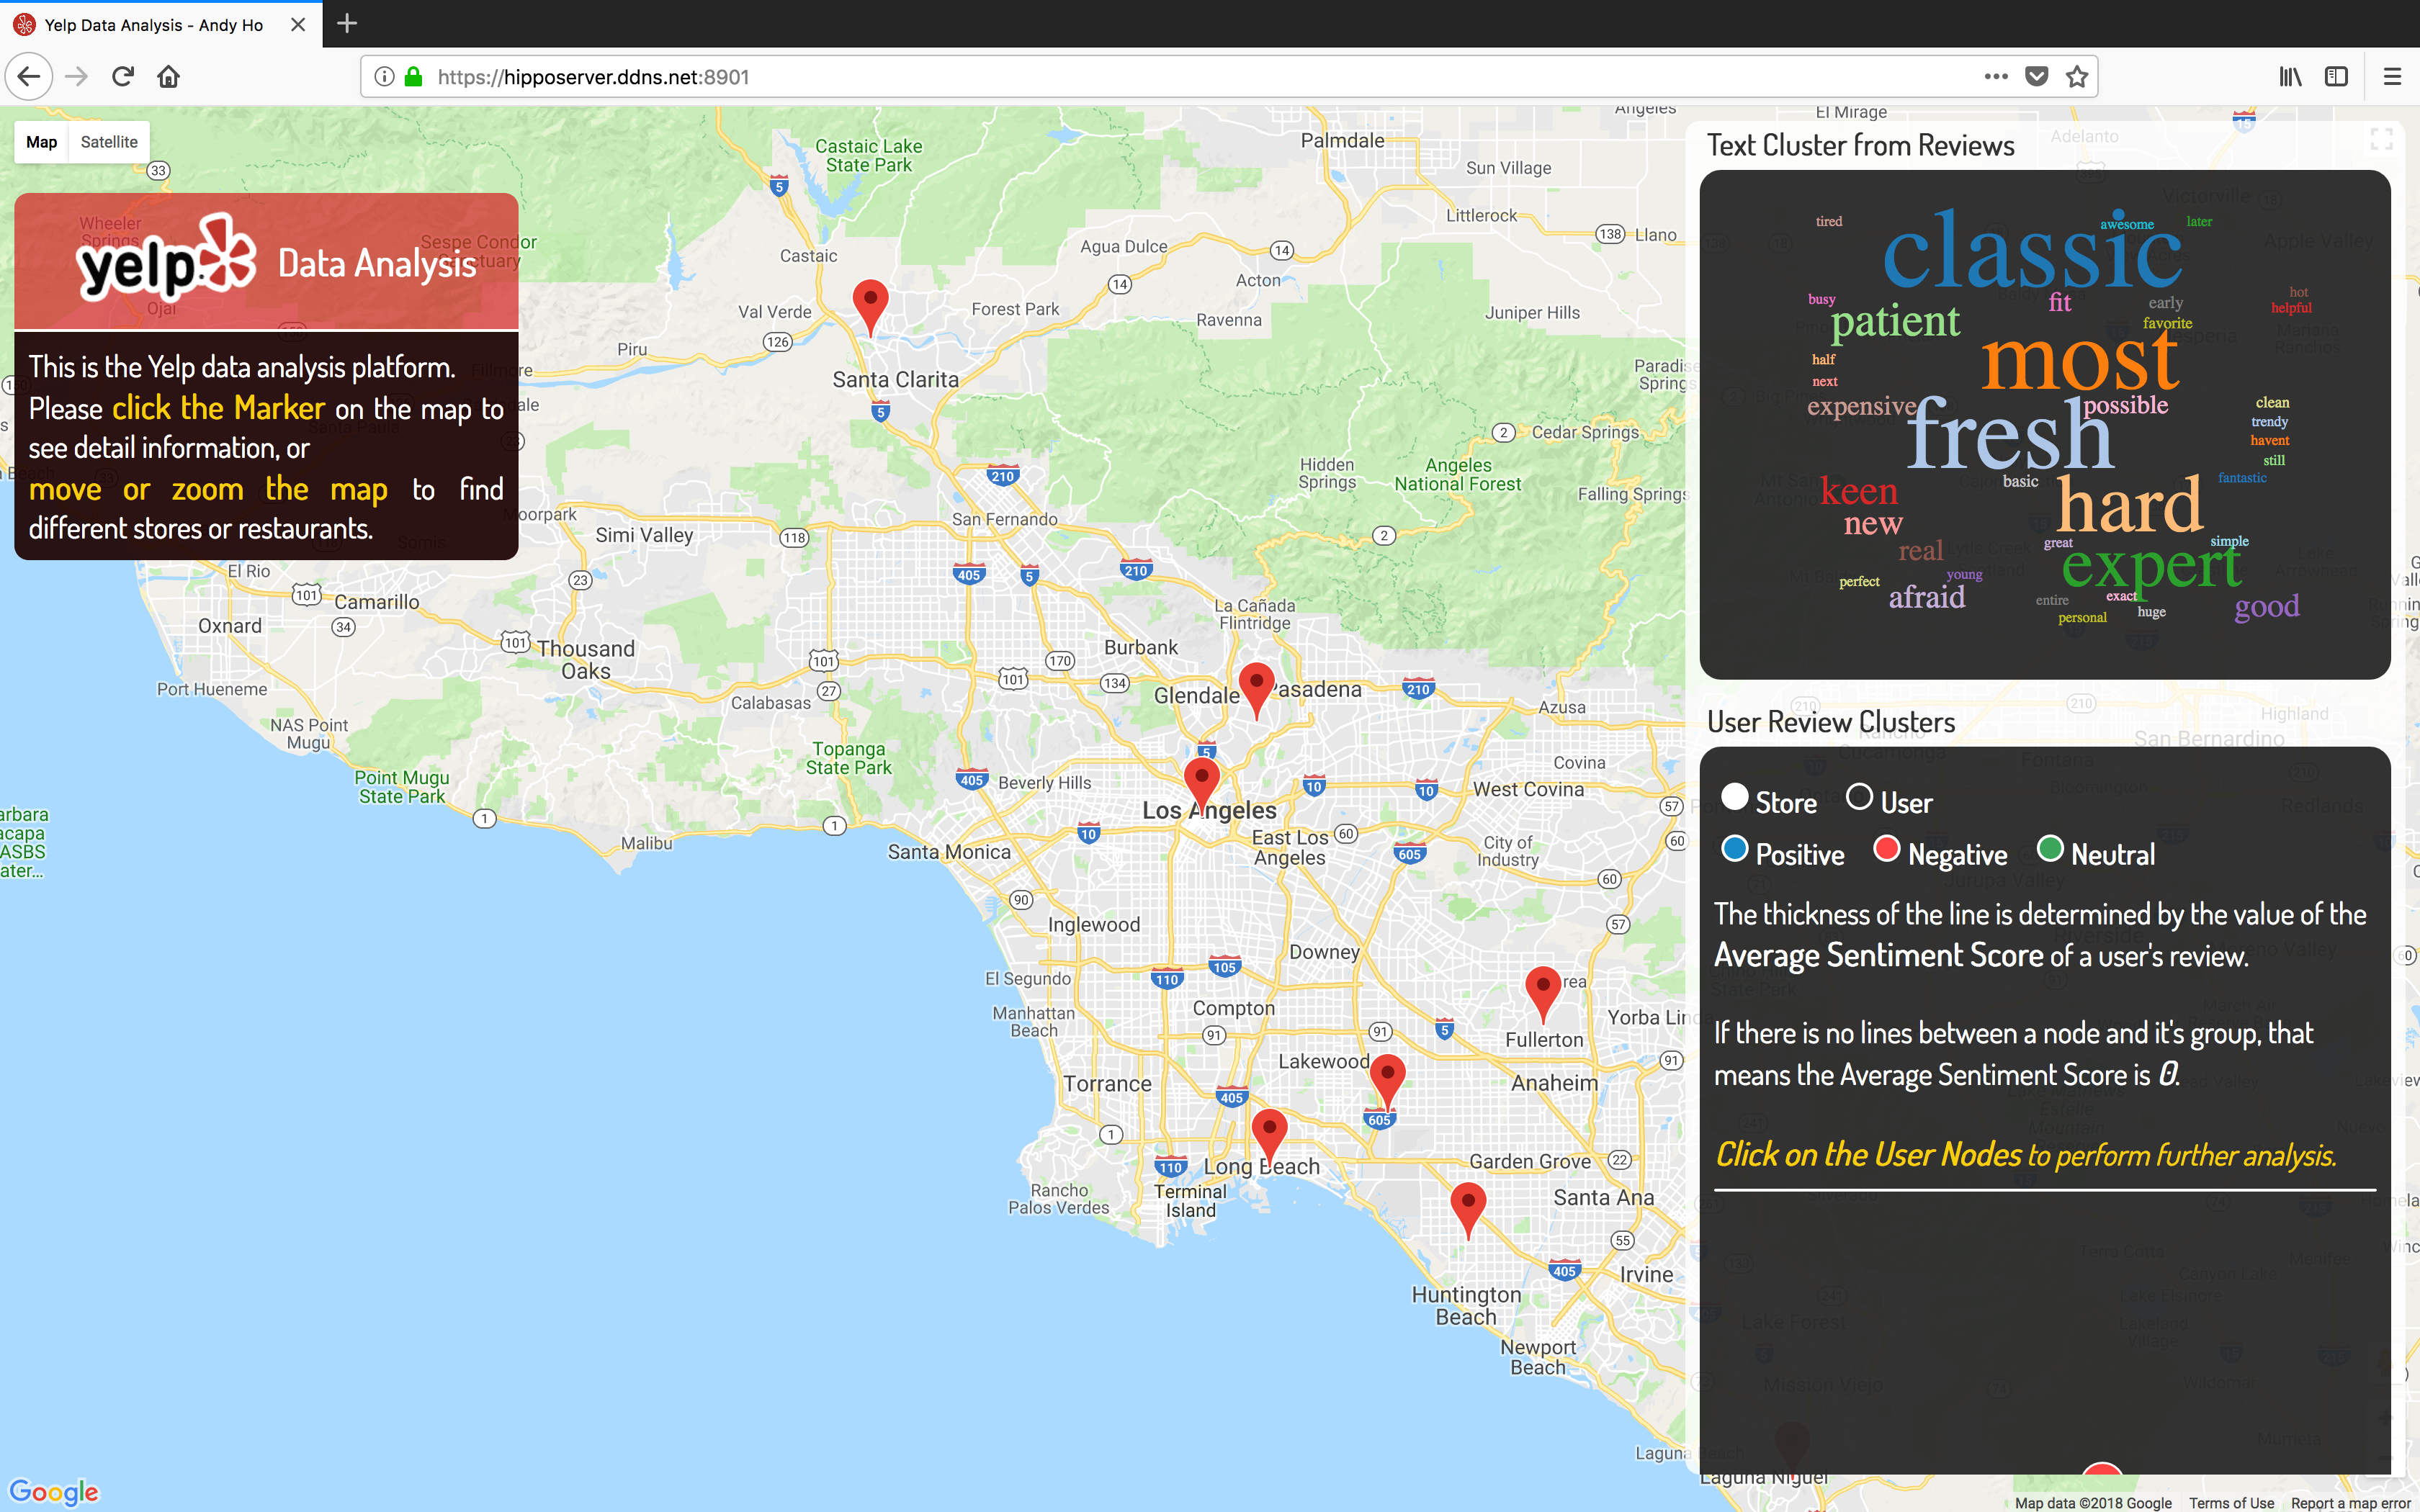 Yelp Data Analysis - Andy Ho
https://hipposerver.ddns.net:8901
Map Satellite
yelp Data Analysis
This is the Yelp data analysis platform.
Please click the Marker on the map to
see detail information, or
move or zoom the map to find
different stores or restaurants.
Wheeler
Springs
Ojai
Castaic Lake
State Park
Palmdale
Sun Village
El Mirage
Littlerock
Llano
Castaic
Agua Dulce
Acton
Val Verde
Forest Park
Ravenna
Juniper Hills
Piru
Santa Clarita
Cedar Springs
Hidden
Springs
Angeles
National Forest
Falling Springs
San Fernando
Moorpark
Simi Valley
El Rio
Camarillo
Oxnard
Thousand
Oaks
La Cañada
Flintridge
Burbank
Port Hueneme
Calabasas
Glendale
Azusa
NAS Point
Mugu
Topanga
State Park
Point Mugu
State Park
Beverly Hills
Covina
West Covina
Los Angeles
Malibu
Santa Monica
East Los
Angeles
City of
Industry
Inglewood
Downey
El Segundo
Manhattan
Beach
Compton
Yorba Linda
Fullerton
Lakewood
Torrance
Anaheim
Long Beach
Garden Grove
Rancho
Palos Verdes
Terminal
Island
Santa Ana
Irvine
Huntington
Beach
Newport
Beach
Laguna Niguel
Text Cluster from Reviews
tired
classic
awesome
later
busy
patient
fit
early
hot
helpful
favorite
half
most
next
expensive
fresh
possible
clean
trendy
havent
still
keen
basic
fantastic
new
hard
real
great
simple
expert
perfect
young
afraid
entire
exact
good
personal
huge
User Review Clusters
Store User
Positive Negative Neutral
The thickness of the line is determined by the value of the
Average Sentiment Score of a user's review.
If there is no lines between a node and it's group, that
means the Average Sentiment Score is 0.
Click on the User Nodes to perform further analysis.
Google
Map data ©2018 Google Terms of Use Report a map error